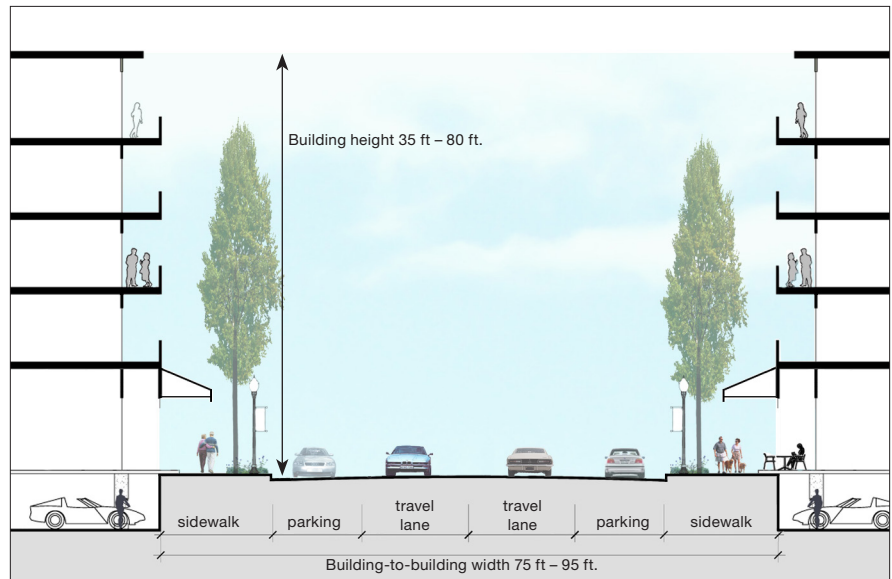 Building height 35 ft – 80 ft.
sidewalk
parking
travel
lane
travel
lane
parking
sidewalk
Building-to-building width 75 ft – 95 ft.